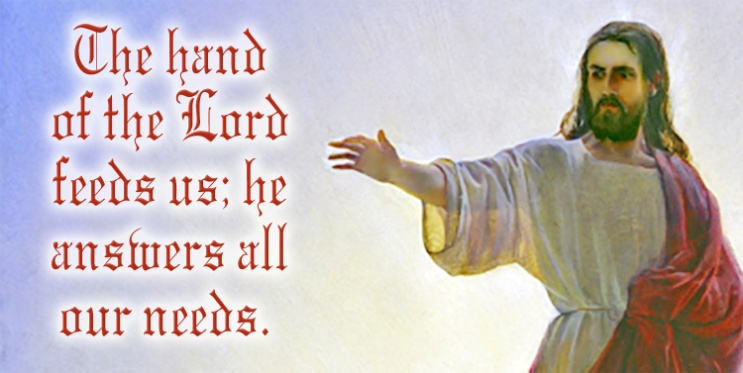 The hand
of the Lord
feeds us; he
answers all
our needs.